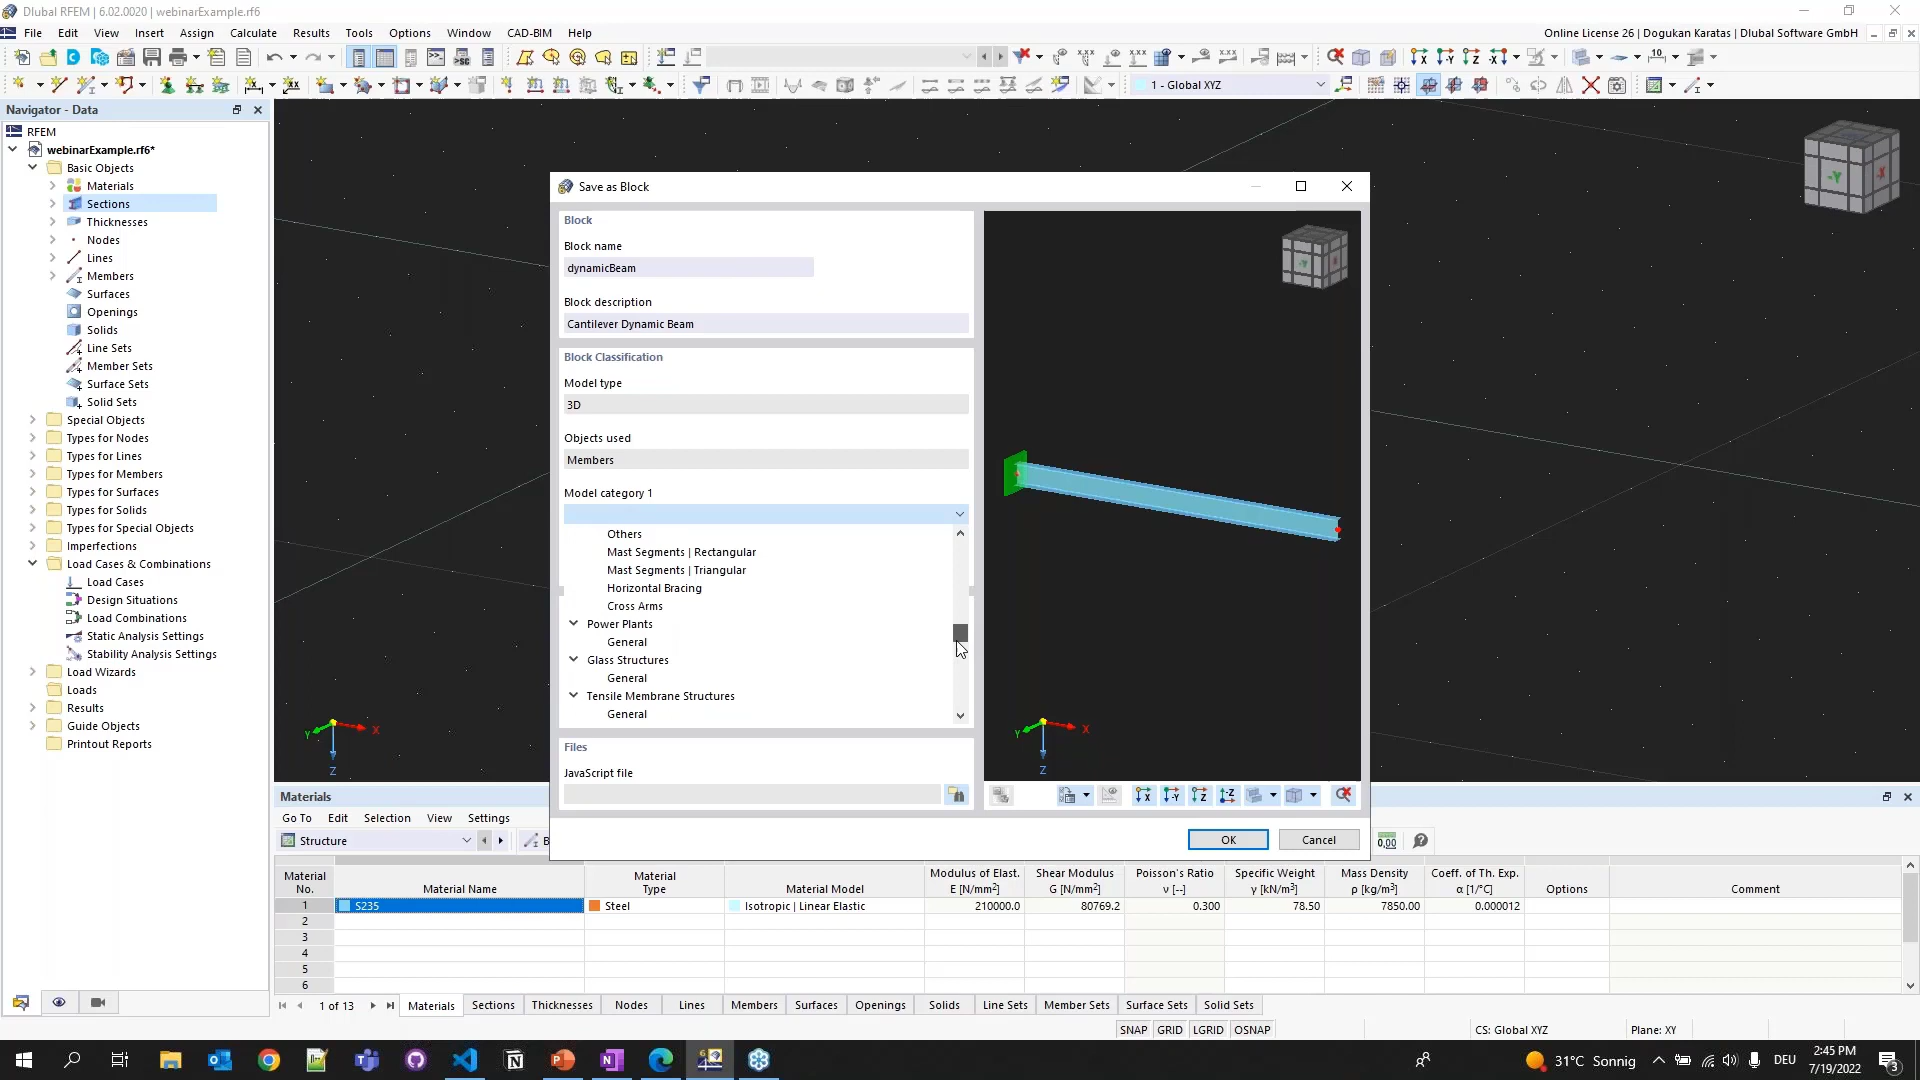 Dlubal RFEM | 6.02.0020 | webinarExample.rf6
File Edit View Insert Assign Calculate Results Tools Options Window CAD-BIM Help
Online License 26 | Dogukan Karatas | Dlubal Software GmbH
1 - Global XYZ
Navigator - Data
RFEM
webinarExample.rf6*
Basic Objects
Materials
Sections
Thicknesses
Nodes
Lines
Members
Surfaces
Openings
Solids
Line Sets
Member Sets
Surface Sets
Solid Sets
Special Objects
Types for Nodes
Types for Lines
Types for Members
Types for Surfaces
Types for Solids
Types for Special Objects
Imperfections
Load Cases & Combinations
Load Cases
Design Situations
Load Combinations
Static Analysis Settings
Stability Analysis Settings
Load Wizards
Loads
Results
Guide Objects
Printout Reports
-Y -X
Y X
Z
Save as Block
Block
Block name
dynamicBeam
Block description
Cantilever Dynamic Beam
Block Classification
Model type
3D
Objects used
Members
Model category 1
Others
Mast Segments | Rectangular
Mast Segments | Triangular
Horizontal Bracing
Cross Arms
Power Plants
General
Glass Structures
General
Tensile Membrane Structures
General
Files
JavaScript file
Y X
Z
OK Cancel
Materials
Go To Edit Selection View Settings
Structure
B
0,00
Material No. Material Name Material Type Material Model Modulus of Elast. E [N/mm²] Shear Modulus G [N/mm²] Poisson's Ratio ν [--] Specific Weight γ [kN/m³] Mass Density ρ [kg/m³] Coeff. of Th. Exp. α [1/°C] Options Comment
1 S235 Steel Isotropic | Linear Elastic 210000.0 80769.2 0.300 78.50 7850.00 0.000012
2
3
4
5
6
1 of 13 Materials Sections Thicknesses Nodes Lines Members Surfaces Openings Solids Line Sets Member Sets Surface Sets Solid Sets
SNAP GRID LGRID OSNAP CS: Global XYZ Plane: XY
31°C Sonnig DEU 2:45 PM
7/19/2022
3